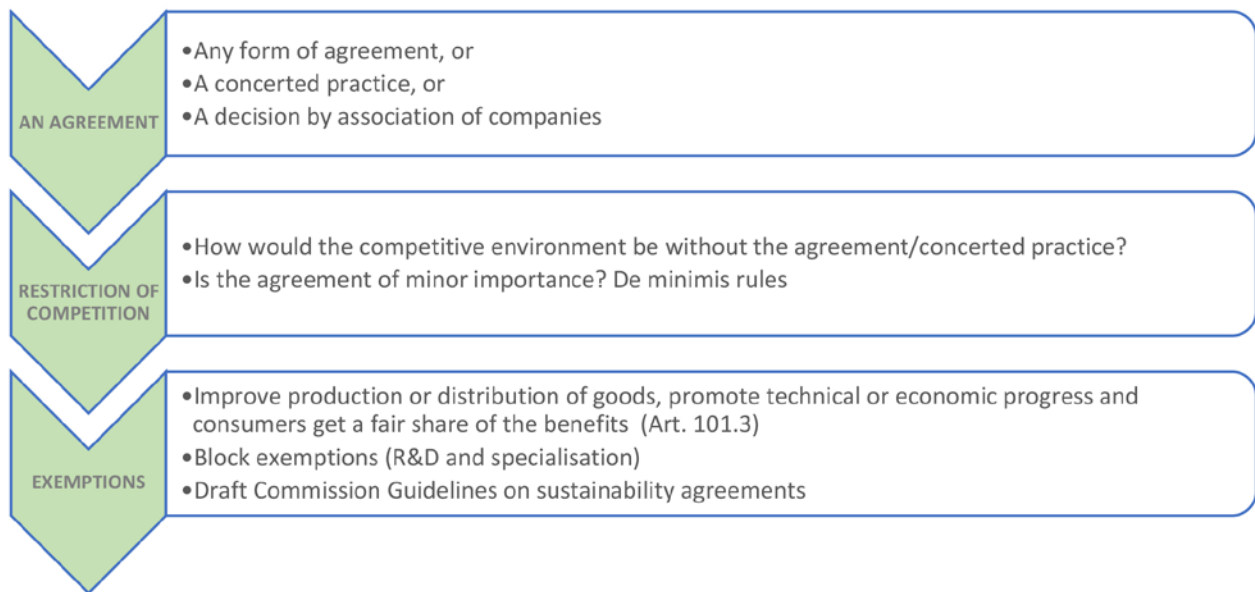 AN AGREEMENT
•Any form of agreement, or
•A concerted practice, or
•A decision by association of companies
RESTRICTION OF
COMPETITION
•How would the competitive environment be without the agreement/concerted practice?
•Is the agreement of minor importance? De minimis rules
EXEMPTIONS
•Improve production or distribution of goods, promote technical or economic progress and
consumers get a fair share of the benefits (Art. 101.3)
•Block exemptions (R&D and specialisation)
•Draft Commission Guidelines on sustainability agreements